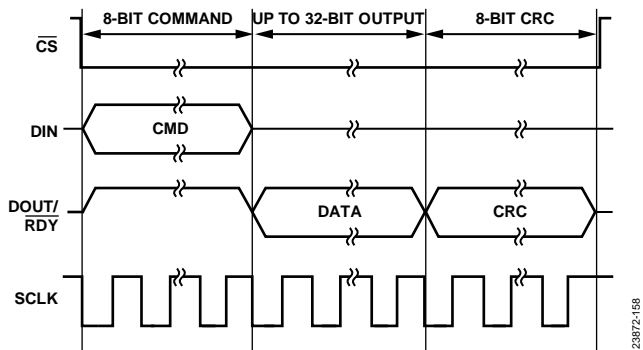 8-BIT COMMAND UP TO 32-BIT OUTPUT 8-BIT CRC
CS
DIN
CMD
DOUT/
RDY
DATA
CRC
SCLK
23872-158